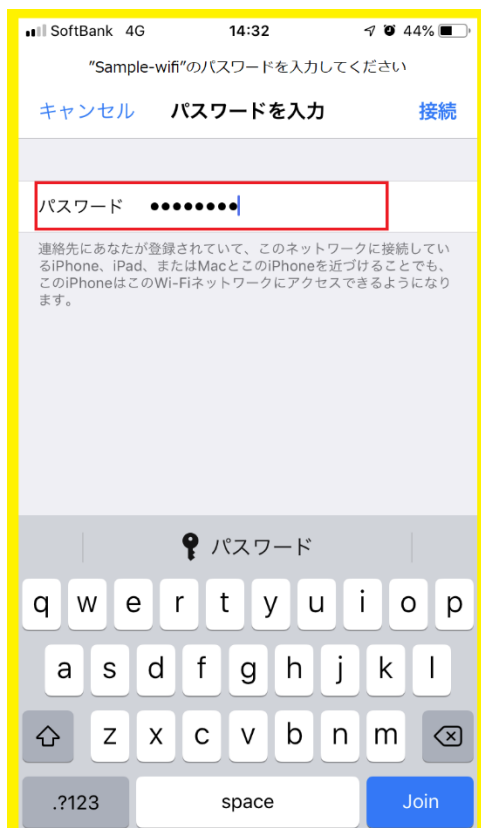 SoftBank 4G 14:32 44%
"Sample-wifi"のパスワードを入力してください
キャンセル パスワードを入力 接続
パスワード ••••••••
連絡先にあなたが登録されていて、このネットワークに接続してい
るiPhone、iPad、またはMacとこのiPhoneを近づけることでも、
このiPhoneはこのWi-Fiネットワークにアクセスできるようになり
ます。
パスワード
q w e r t y u i o p
a s d f g h j k l
z x c v b n m
.?123 space Join